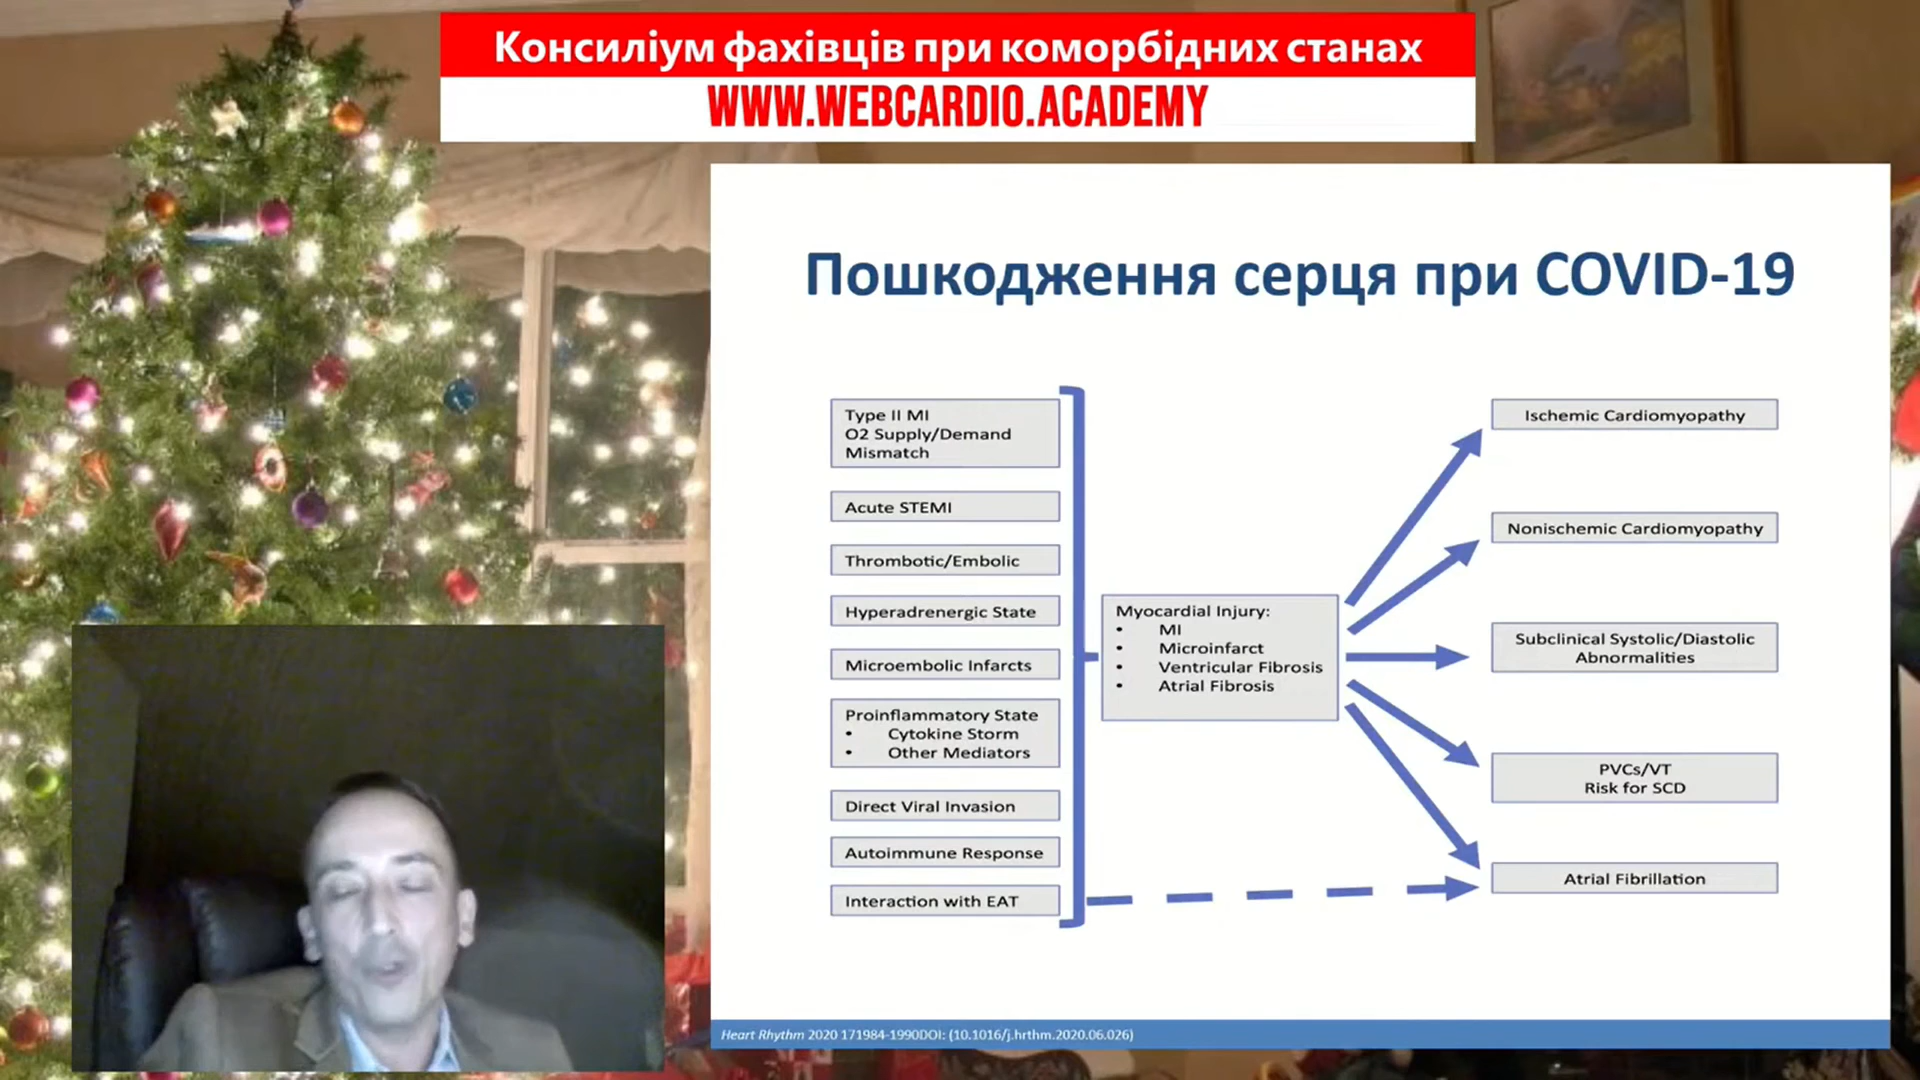 Консиліум фахівців при коморбідних станах
WWW.WEBCARDIO.ACADEMY
Пошкодження серця при COVID-19
Type II MI
O2 Supply/Demand
Mismatch
Acute STEMI
Thrombotic/Embolic
Hyperadrenergic State
Microembolic Infarcts
Proinflammatory State
• Cytokine Storm
• Other Mediators
Direct Viral Invasion
Autoimmune Response
Interaction with EAT
Myocardial Injury:
• MI
• Microinfarct
• Ventricular Fibrosis
• Atrial Fibrosis
Ischemic Cardiomyopathy
Nonischemic Cardiomyopathy
Subclinical Systolic/Diastolic
Abnormalities
PVCs/VT
Risk for SCD
Atrial Fibrillation
Heart Rhythm 2020 171984-1990DOI: (10.1016/j.hrthm.2020.06.026)